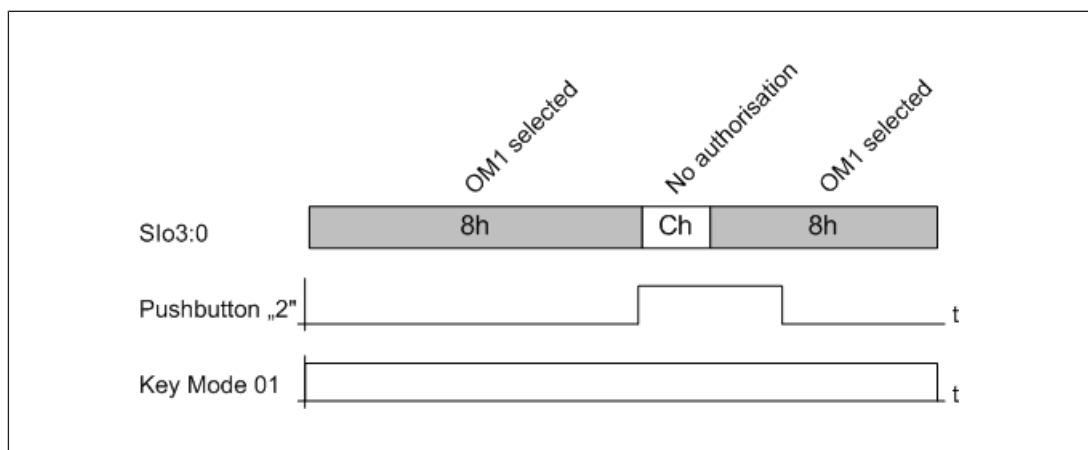 OM1 selected
No authorisation
OM1 selected
SIo3:0
8h
Ch
8h
Pushbutton „2"
t
Key Mode 01
t